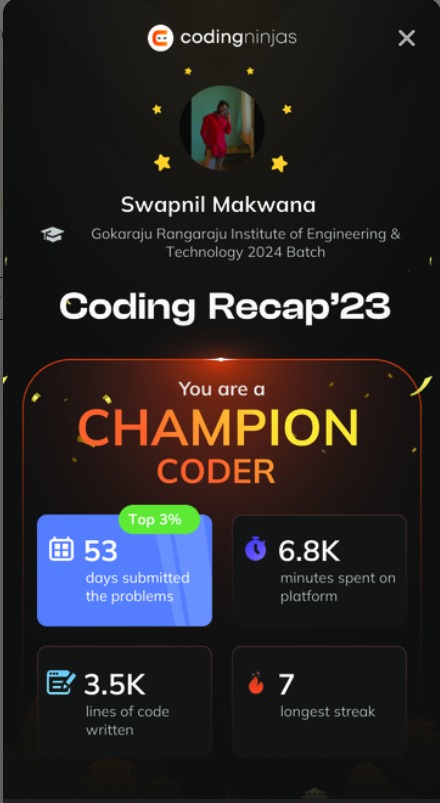 codingninjas
Swapnil Makwana
Gokaraju Rangaraju Institute of Engineering &
Technology 2024 Batch
Coding Recap'23
You are a
CHAMPION
CODER
Top 3%
53
days submitted
the problems
6.8K
minutes spent on
platform
3.5K
lines of code
written
7
longest streak